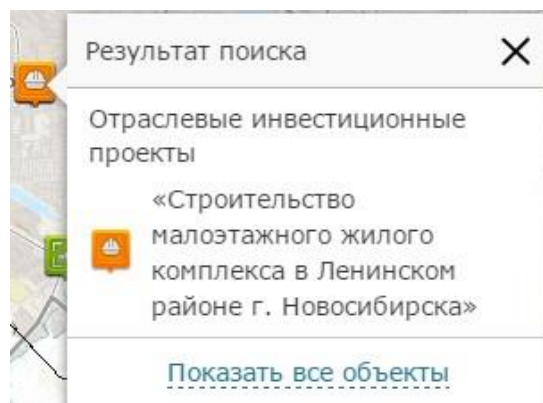 Результат поиска
Отраслевые инвестиционные
проекты
«Строительство
малоэтажного жилого
комплекса в Ленинском
районе г. Новосибирска»
Показать все объекты